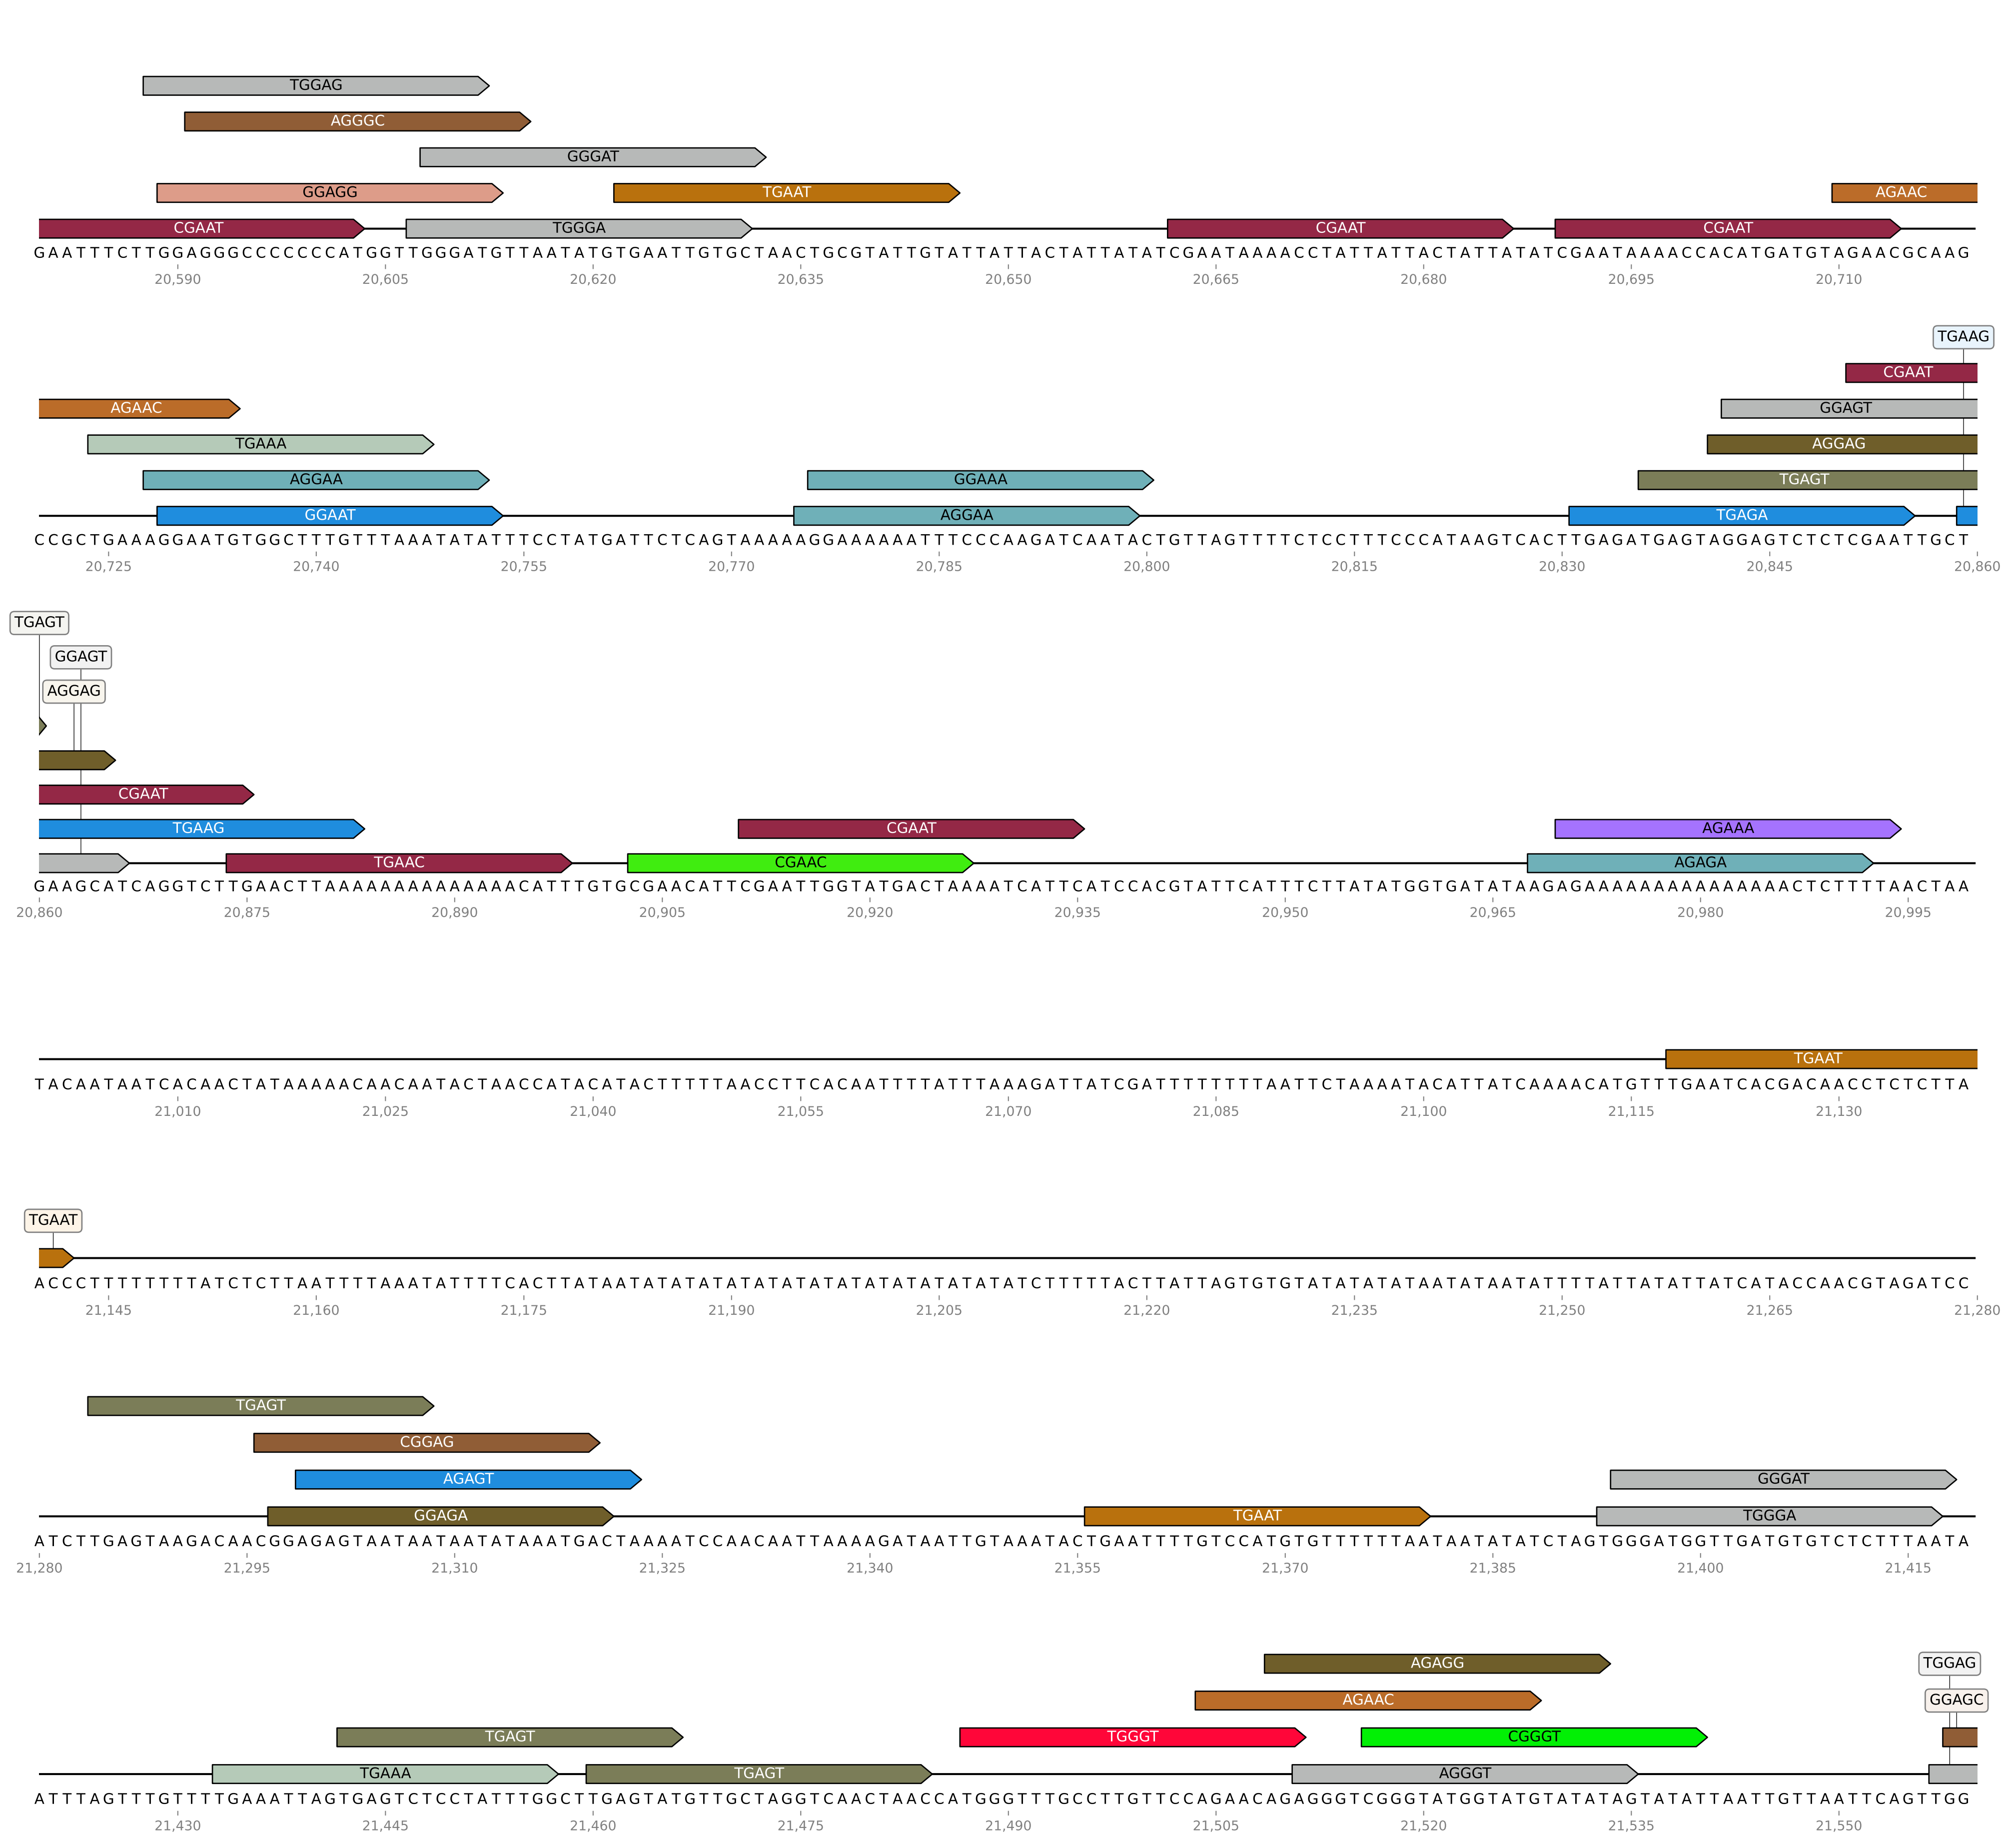 TGGAG
AGGGC
GGGAT
GGAGG TGAAT AGAAC
CGAAT TGGGA CGAAT CGAAT
GAATTTCTTGGAGGGCCCCCCCATGGTTGGGATGTTAATATGTGAATTGTGCTAACTGCGTATTGTATTATTACTATTATATCGAATAAAACCTATTATTACTATTATATCGAATAAAACCACATGATGTAGAACGCAAG
20,590 20,605 20,620 20,635 20,650 20,665 20,680 20,695 20,710
TGAAG
CGAAT
AGAAC GGAGT
TGAAA AGGAG
AGGAA GGAAA TGAGT
GGAAT AGGAA TGAGA
CCGCTGAAAGGAATGTGGCTTTGTTTAAATATATTTCCTATGATTCTCAGTAAAAAGGAAAAAATTTCCCAAGATCAATACTGTTAGTTTTCTCCTTTCCCATAAGTCACTTGAGATGAGTAGGAGTCTCTCGAATTGCT
20,725 20,740 20,755 20,770 20,785 20,800 20,815 20,830 20,845 20,860
TGAGT
GGAGT
AGGAG
CGAAT
TGAAG CGAAT AGAAA
TGAAC CGAAC AGAGA
GAAGCATCAGGTCTTGAACTTAAAAAAAAAAAAAACATTTGTGCGAACATTCGAATTGGTATGACTAAAATCATTCATCCACGTATTCATTTCTTATATGGTGATATAAGAGAAAAAAAAAAAAAAACTCTTTTAACTAA
20,860 20,875 20,890 20,905 20,920 20,935 20,950 20,965 20,980 20,995
TGAAT
TACAATAATCACAACTATAAAAACAACAATACTAACCATACATACTTTTTAACCTTCACAATTTTATTTAAAGATTATCGATTTTTTTTAATTCTAAAATACATTATCAAAACATGTTTGAATCACGACAACCTCTCTTA
21,010 21,025 21,040 21,055 21,070 21,085 21,100 21,115 21,130
TGAAT
ACCCTTTTTTTTATCTCTTAATTTTAAATATTTTCACTTATAATATATATATATATATATATATATATATATCTTTTTACTTATTAGTGTGTATATATATAATATAATATTTTATTATATTATCATACCAACGTAGATCC
21,145 21,160 21,175 21,190 21,205 21,220 21,235 21,250 21,265 21,280
TGAGT
CGGAG
AGAGT GGGAT
GGAGA TGAAT TGGGA
ATCTTGAGTAAGACAACGGAGAGTAATAATAATATAAATGACTAAAATCCAACAATTAAAAGATAATTGTAAATACTGAATTTTGTCCATGTGTTTTTTAATAATATATCTAGTGGGATGGTTGATGTGTCTCTTTAATA
21,280 21,295 21,310 21,325 21,340 21,355 21,370 21,385 21,400 21,415
AGAGG TGGAG
AGAAC GGAGC
TGAGT TGGGT CGGGT
TGAAA TGAGT AGGGT
ATTTAGTTTGTTTTGAAATTAGTGAGTCTCCTATTTGGCTTGAGTATGTTGCTAGGTCAACTAACCATGGGTTTGCCTTGTTCCAGAACAGAGGGTCGGGTATGGTATGTATATAGTATATTAATTGTTAATTCAGTTGG
21,430 21,445 21,460 21,475 21,490 21,505 21,520 21,535 21,550